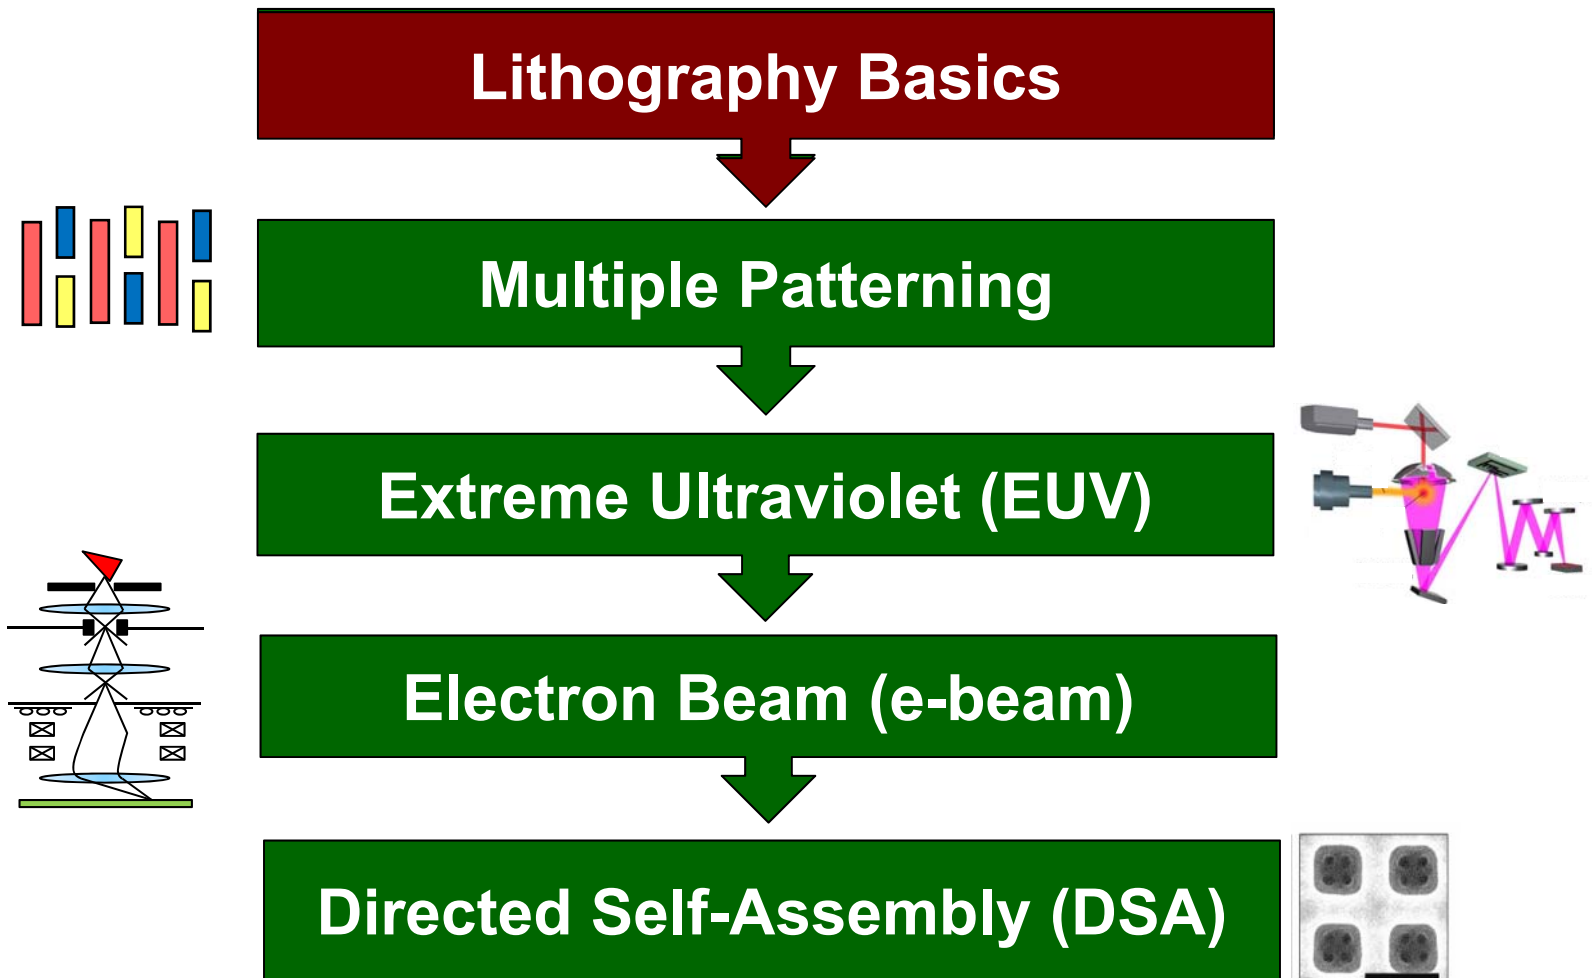 Lithography Basics
Multiple Patterning
Extreme Ultraviolet (EUV)
Electron Beam (e-beam)
Directed Self-Assembly (DSA)